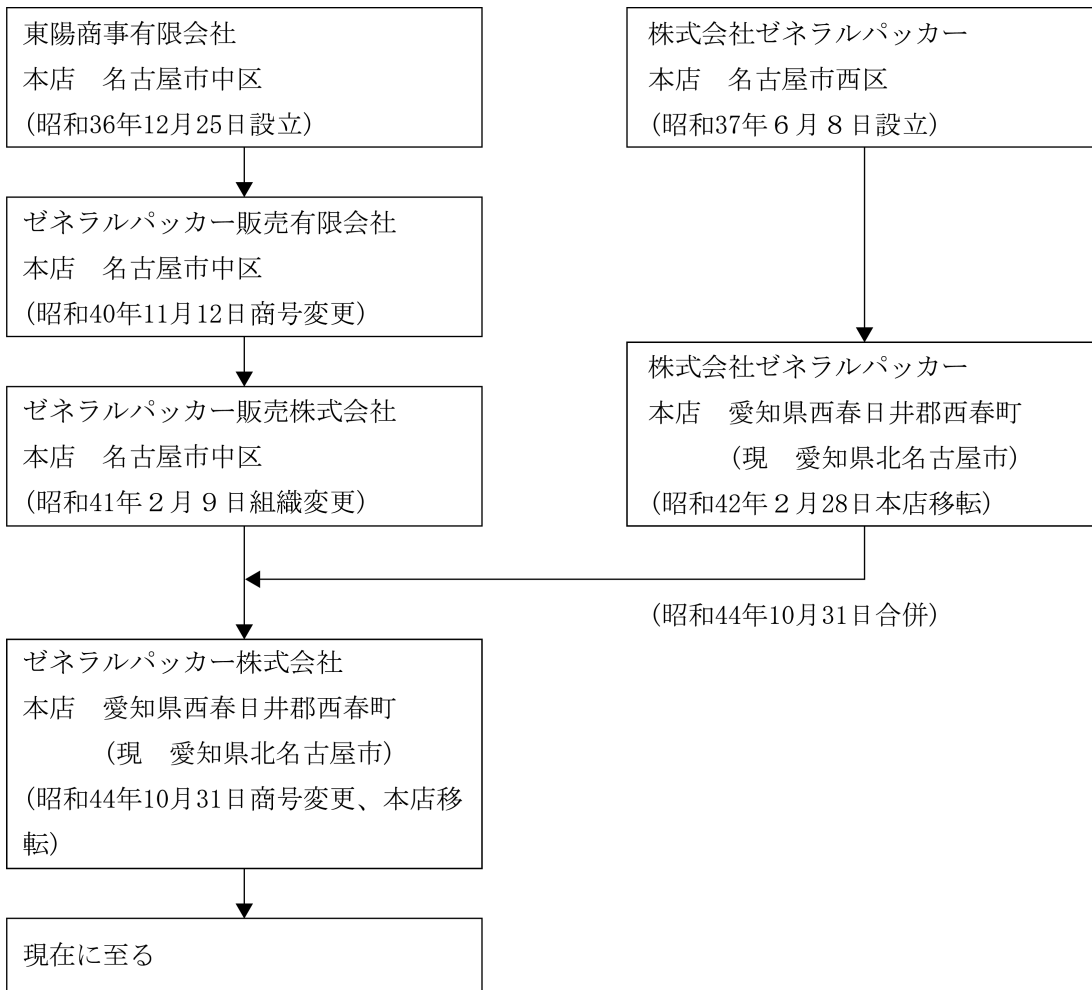 東陽商事有限会社
本店　名古屋市中区
(昭和36年12月25日設立)
ゼネラルパッカー販売有限会社
本店　名古屋市中区
(昭和40年11月12日商号変更)
ゼネラルパッカー販売株式会社
本店　名古屋市中区
(昭和41年２月９日組織変更)
株式会社ゼネラルパッカー
本店　名古屋市西区
(昭和37年６月８日設立)
株式会社ゼネラルパッカー
本店　愛知県西春日井郡西春町
(現　愛知県北名古屋市)
(昭和42年２月28日本店移転)
(昭和44年10月31日合併)
ゼネラルパッカー株式会社
本店　愛知県西春日井郡西春町
(現　愛知県北名古屋市)
(昭和44年10月31日商号変更、本店移
転)
現在に至る